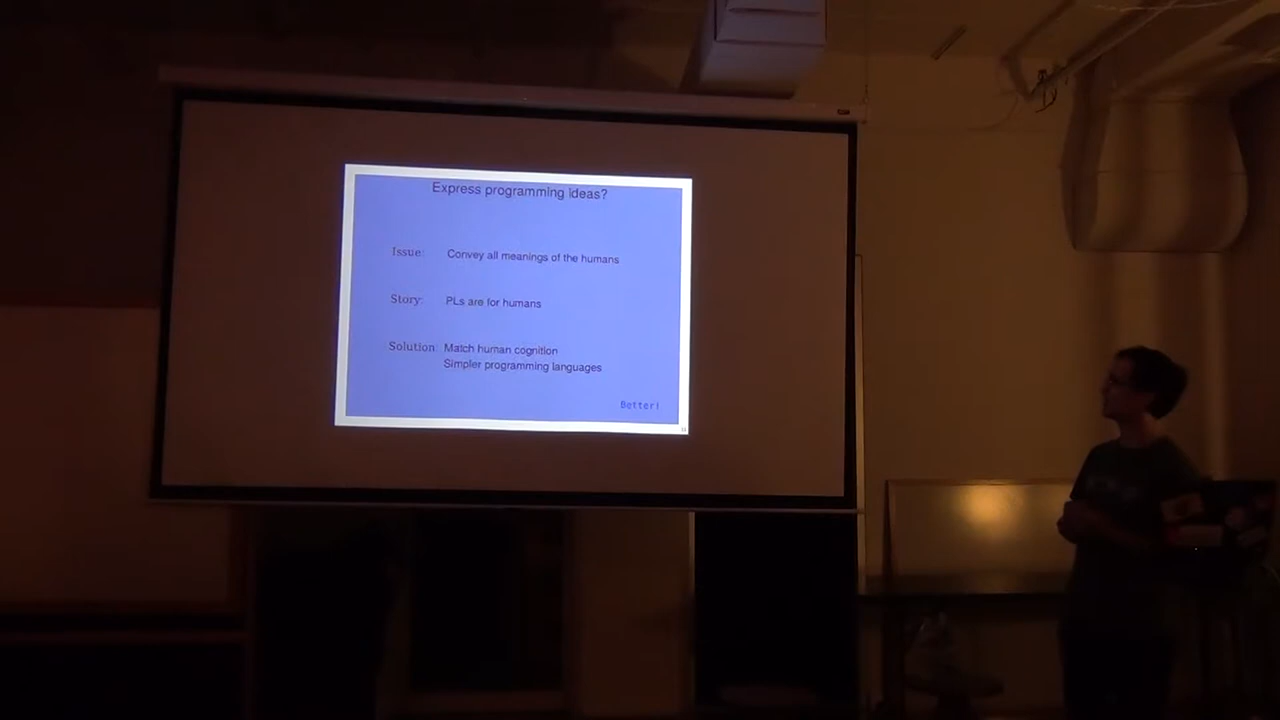 Express programming ideas?
Issue: Convey all meanings of the humans
Story: PLs are for humans
Solution: Match human cognition
Simpler programming languages
Better!